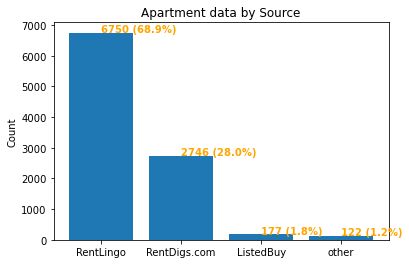 Apartment data by Source
Count
7000
6000
5000
4000
3000
2000
1000
0
6750 (68.9%)
2746 (28.0%)
177 (1.8%)
122 (1.2%)
RentLingo
RentDigs.com
ListedBuy
other